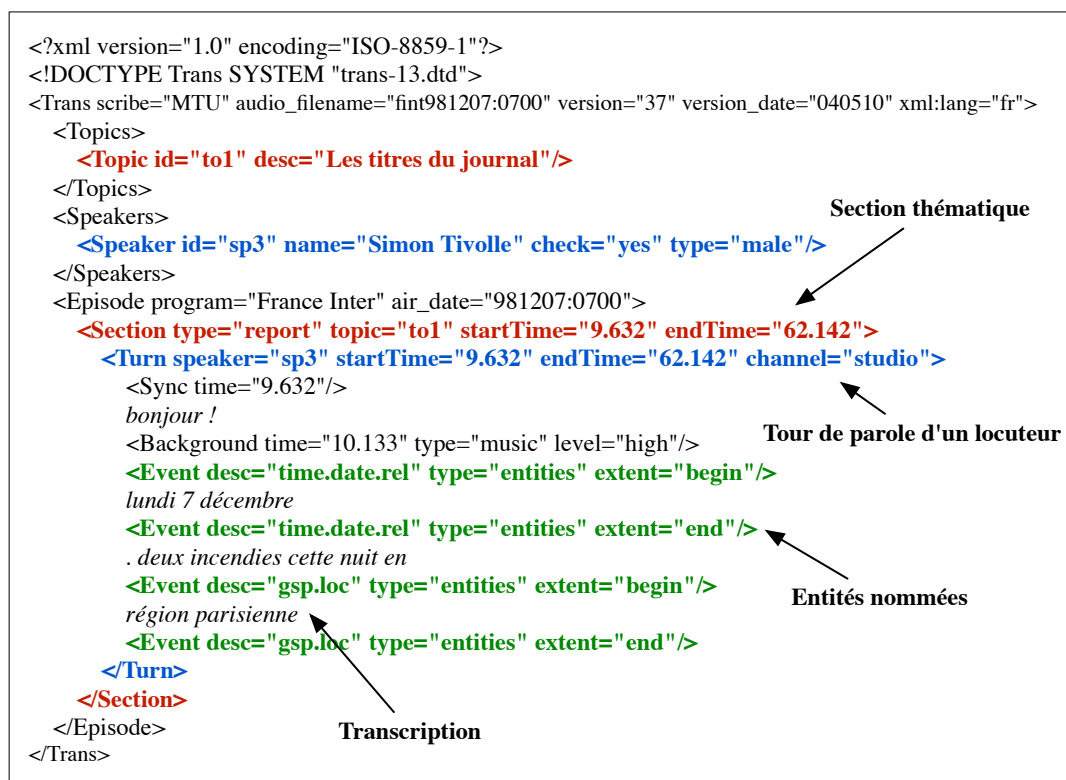 <?xml version="1.0" encoding="ISO-8859-1"?>
<!DOCTYPE Trans SYSTEM "trans-13.dtd">
<Trans scribe="MTU" audio_filename="fint981207:0700" version="37" version_date="040510" xml:lang="fr">
<Topics>
<Topic id="to1" desc="Les titres du journal"/>
</Topics>
<Speakers>
Section thématique
<Speaker id="sp3" name="Simon Tivolle" check="yes" type="male"/>
</Speakers>
<Episode program="France Inter" air_date="981207:0700">
<Section type="report" topic="to1" startTime="9.632" endTime="62.142">
<Turn speaker="sp3" startTime="9.632" endTime="62.142" channel="studio">
<Sync time="9.632"/>
bonjour !
Tour de parole d'un locuteur
<Background time="10.133" type="music" level="high"/>
<Event desc="time.date.rel" type="entities" extent="begin"/>
lundi 7 décembre
<Event desc="time.date.rel" type="entities" extent="end"/>
. deux incendies cette nuit en
<Event desc="gsp.loc" type="entities" extent="begin"/>
Entités nommées
région parisienne
<Event desc="gsp.loc" type="entities" extent="end"/>
</Turn>
</Section>
</Episode>
Transcription
</Trans>